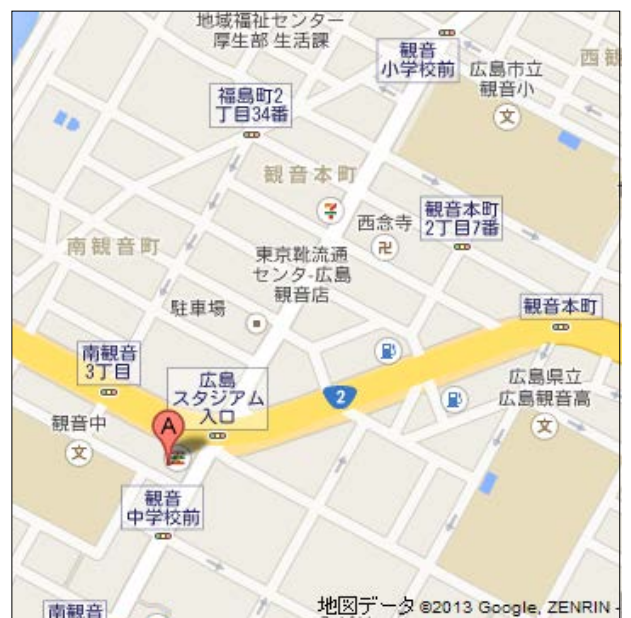 地域福祉センター
厚生部 生活課
観音
小学校前
西観
広島市立
観音小
文
福島町2
丁目34番
観音本町
7
西念寺
卍
観音本町
2丁目7番
南観音町
東京靴流通
センタ-広島
観音店
駐車場
観音本町
南観音
3丁目
広島
スタジアム
入口
2
広島県立
広島観音高
文
観音中
文
A
観音
中学校前
南観音
地図データ ©2013 Google, ZENRIN -